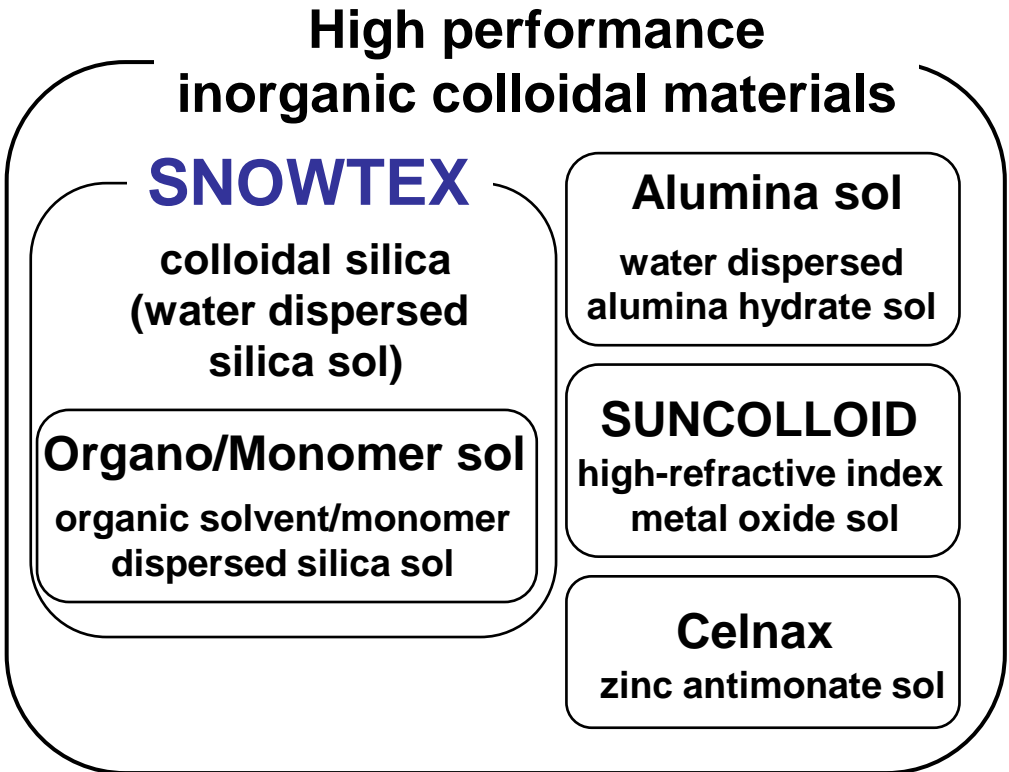 High performance
inorganic colloidal materials
SNOWTEX
colloidal silica
(water dispersed
silica sol)
Organo/Monomer sol
organic solvent/monomer
dispersed silica sol
Alumina sol
water dispersed
alumina hydrate sol
SUNCOLLOID
high-refractive index
metal oxide sol
Celnax
zinc antimonate sol